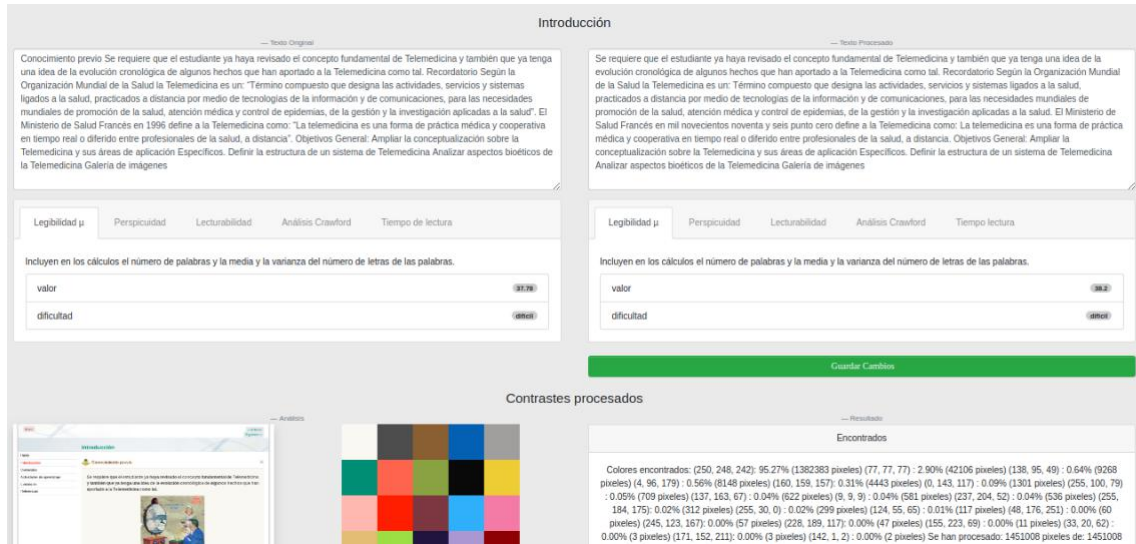 Introducción
— Texto Original
Conocimiento previo Se requiere que el estudiante ya haya revisado el concepto fundamental de Telemedicina y también que ya tenga
una idea de la evolución cronológica de algunos hechos que han aportado a la Telemedicina como tal. Recordatorio Según la
Organización Mundial de la Salud la Telemedicina es un: "Término compuesto que designa las actividades, servicios y sistemas
ligados a la salud, practicados a distancia por medio de tecnologías de la información y de comunicaciones, para las necesidades
mundiales de promoción de la salud, atención médica y control de epidemias, de la gestión y la investigación aplicadas a la salud". El
Ministerio de Salud Francés en 1996 define a la Telemedicina como: "La telemedicina es una forma de práctica médica y cooperativa
en tiempo real o diferido entre profesionales de la salud, a distancia". Objetivos General: Ampliar la conceptualización sobre la
Telemedicina y sus áreas de aplicación Específicos. Definir la estructura de un sistema de Telemedicina Analizar aspectos bioéticos de
la Telemedicina Galería de imágenes
— Texto Procesado
Se requiere que el estudiante ya haya revisado el concepto fundamental de Telemedicina y también que ya tenga una idea de la
evolución cronológica de algunos hechos que han aportado a la Telemedicina como tal. Recordatorio Según la Organización Mundial
de la Salud la Telemedicina es un: Término compuesto que designa las actividades, servicios y sistemas ligados a la salud,
practicados a distancia por medio de tecnologías de la información y de comunicaciones, para las necesidades mundiales de
promoción de la salud, atención médica y control de epidemias, de la gestión y la investigación aplicadas a la salud. El Ministerio de
Salud Francés en mil novecientos noventa y seis punto cero define a la Telemedicina como: La telemedicina es una forma de práctica
médica y cooperativa en tiempo real o diferido entre profesionales de la salud, a distancia. Objetivos General: Ampliar la
conceptualización sobre la Telemedicina y sus áreas de aplicación Específicos. Definir la estructura de un sistema de Telemedicina
Analizar aspectos bioéticos de la Telemedicina Galería de imágenes
Legibilidad μ Perspicuidad Lecturabilidad Análisis Crawford Tiempo de lectura
Incluyen en los cálculos el número de palabras y la media y la varianza del número de letras de las palabras.
valor 37.78
dificultad difícil
Legibilidad μ Perspicuidad Lecturabilidad Análisis Crawford Tiempo lectura
Incluyen en los cálculos el número de palabras y la media y la varianza del número de letras de las palabras.
valor 38.2
dificultad difícil
Guardar Cambios
Contrastes procesados
— Análisis
Introducción
— Resultado
Encontrados
Colores encontrados: (250, 248, 242): 95.27% (1382383 pixeles) (77, 77, 77) : 2.90% (42106 pixeles) (138, 95, 49) : 0.64% (9268
pixeles) (4, 96, 179) : 0.56% (8148 pixeles) (160, 159, 157): 0.31% (4443 pixeles) (0, 143, 117) : 0.09% (1301 pixeles) (255, 100, 79)
: 0.05% (709 pixeles) (137, 163, 67) : 0.04% (622 pixeles) (9, 9, 9) : 0.04% (581 pixeles) (237, 204, 52) : 0.04% (536 pixeles) (255,
184, 175): 0.02% (312 pixeles) (255, 30, 0) : 0.02% (299 pixeles) (124, 55, 65) : 0.01% (117 pixeles) (48, 176, 251) : 0.00% (60
pixeles) (245, 123, 167): 0.00% (57 pixeles) (228, 189, 117): 0.00% (47 pixeles) (155, 223, 69) : 0.00% (11 pixeles) (33, 20, 62) :
0.00% (3 pixeles) (171, 152, 211): 0.00% (3 pixeles) (142, 1, 2) : 0.00% (2 pixeles) Se han procesado: 1451008 pixeles de: 1451008